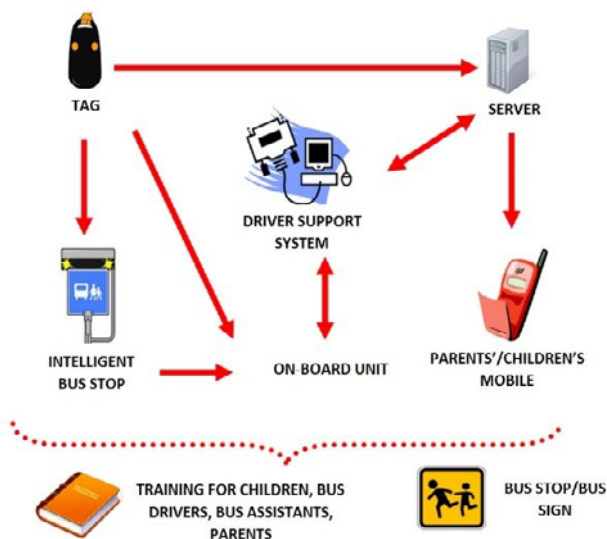 TAG
SERVER
DRIVER SUPPORT
SYSTEM
INTELLIGENT
BUS STOP
ON-BOARD UNIT
PARENTS'/CHILDREN'S
MOBILE
TRAINING FOR CHILDREN, BUS
DRIVERS, BUS ASSISTANTS,
PARENTS
BUS STOP/BUS
SIGN